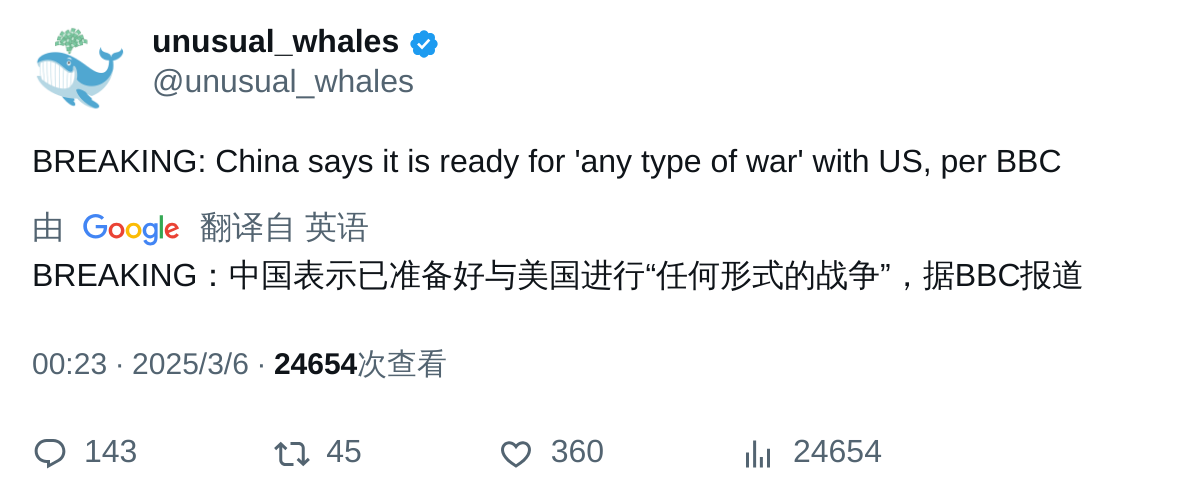 unusual_whales
@unusual_whales
BREAKING: China says it is ready for 'any type of war' with US, per BBC
由 Google 翻译自 英语
BREAKING：中国表示已准备好与美国进行“任何形式的战争”，据BBC报道
00:23 · 2025/3/6 · 24654次查看
143 45 360 24654